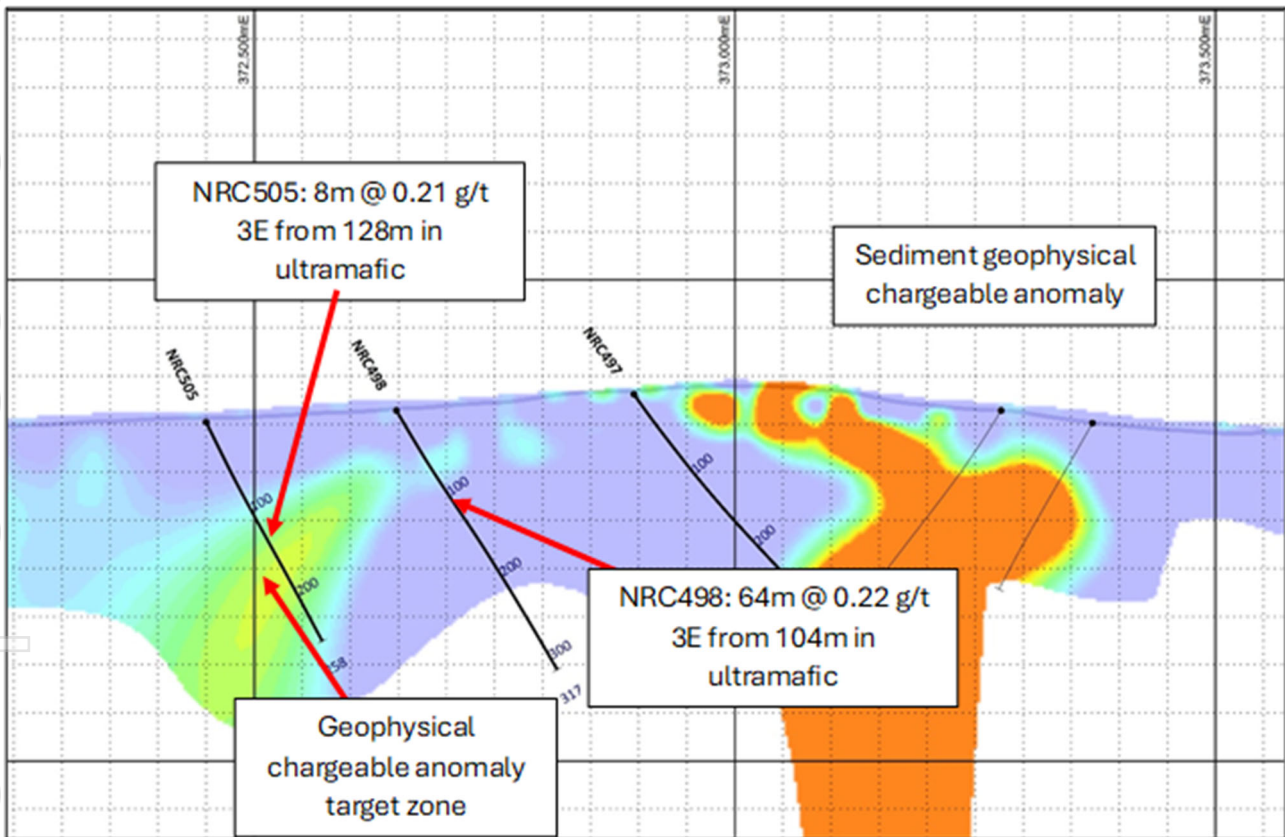 372,500mE
373,000mE
373,500mE
NRC505: 8m @ 0.21 g/t
3E from 128m in
ultramafic
Sediment geophysical
chargeable anomaly
NRC505
NRC498
NRC497
100
200
258
100
200
300
317
100
200
NRC498: 64m @ 0.22 g/t
3E from 104m in
ultramafic
Geophysical
chargeable anomaly
target zone